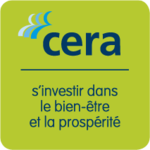 cera
s'investir dans
le bien-être
et la prospérité